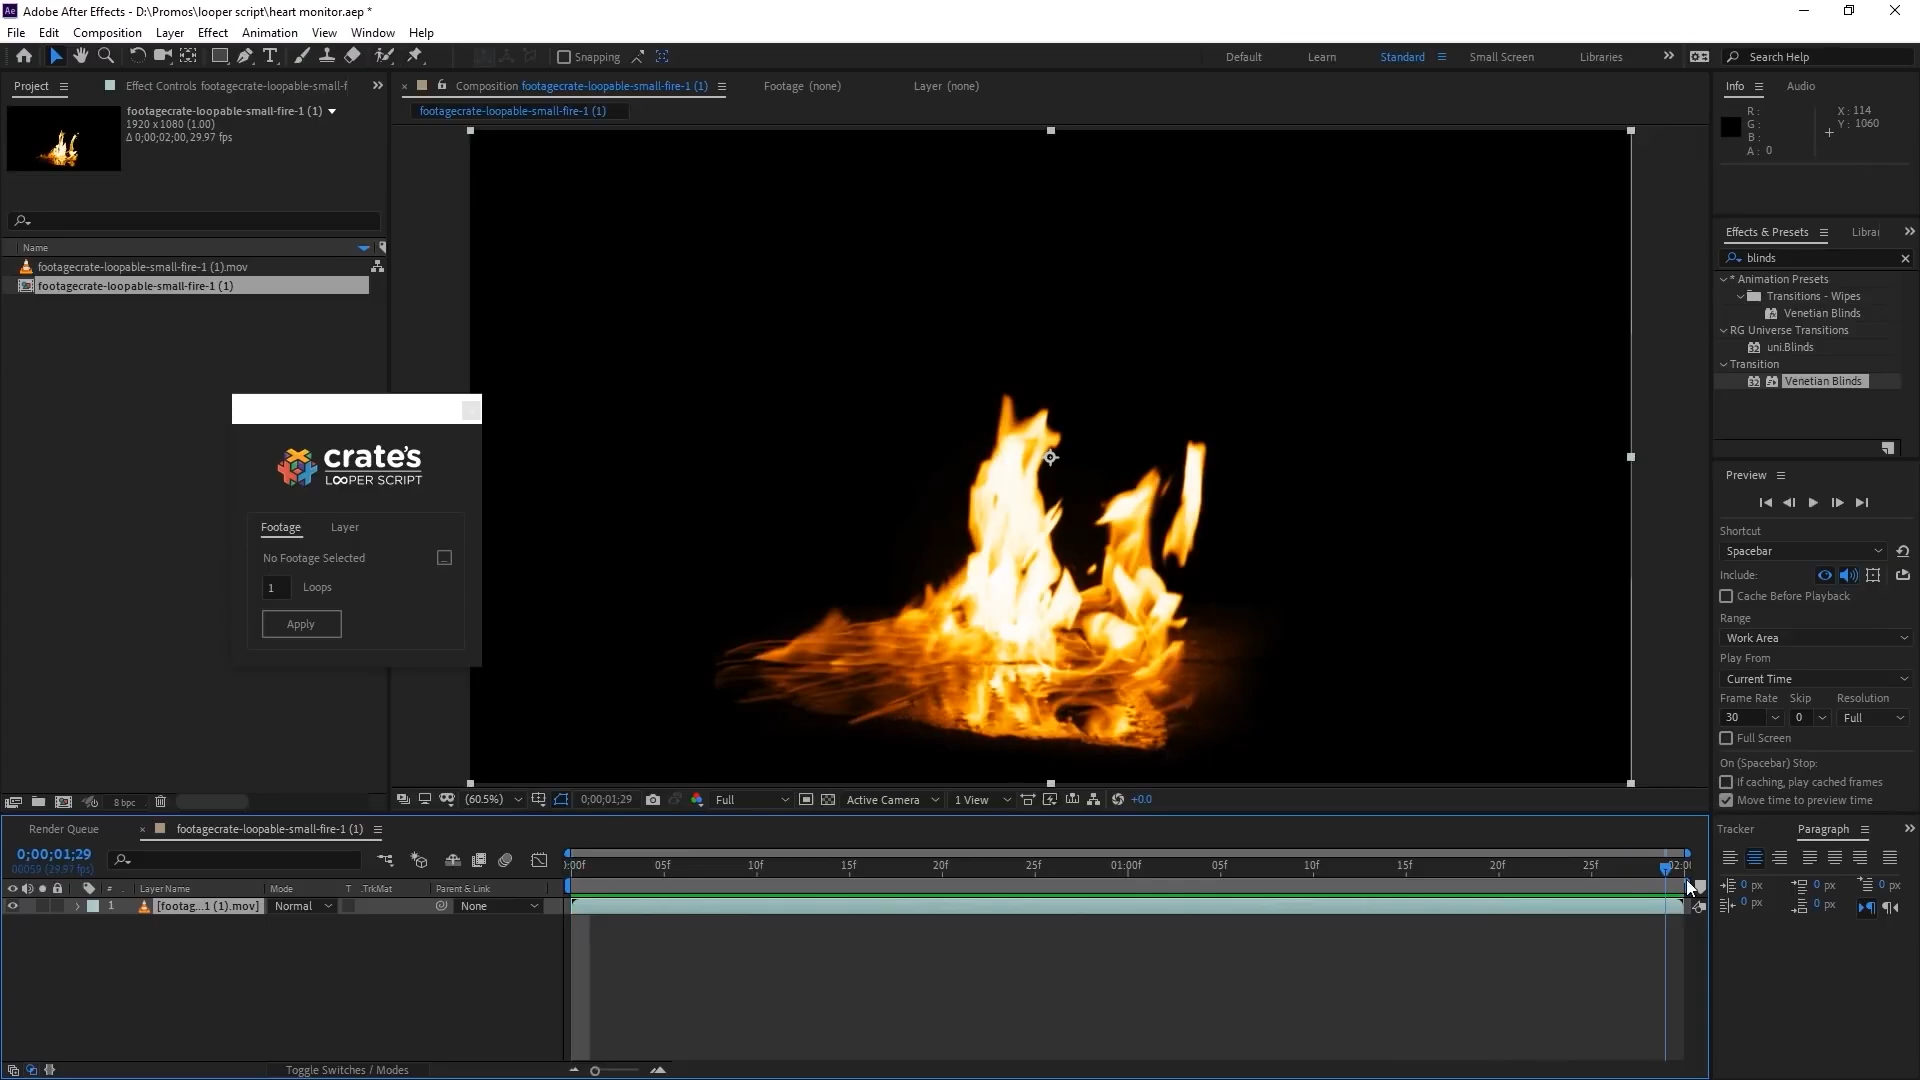 Ae Adobe After Effects - D:\Promos\looper script\heart monitor.aep *
File Edit Composition Layer Effect Animation View Window Help
Snapping Default Learn Standard Small Screen Libraries Search Help
Project Effect Controls footagecrate-loopable-small-f
Composition footagecrate-loopable-small-fire-1 (1) Footage (none) Layer (none)
footagecrate-loopable-small-fire-1 (1)
footagecrate-loopable-small-fire-1 (1)
1920 x 1080 (1.00)
Δ 0;00;02;00, 29.97 fps
Name
footagecrate-loopable-small-fire-1 (1).mov
footagecrate-loopable-small-fire-1 (1)
crate's
LOOPER SCRIPT
Footage Layer
No Footage Selected
1 Loops
Apply
8 bpc
(60.5%) 0;00;01;29 Full Active Camera 1 View +0.0
Info Audio
R :
G :
B :
A : 0
X : 114
Y : 1060
Effects & Presets Librar
blinds
* Animation Presets
Transitions - Wipes
Venetian Blinds
RG Universe Transitions
32 uni.Blinds
Transition
32 Venetian Blinds
Preview
Shortcut
Spacebar
Include:
Cache Before Playback
Range
Work Area
Play From
Current Time
Frame Rate Skip Resolution
30 0 Full
Full Screen
On (Spacebar) Stop:
If caching, play cached frames
Move time to preview time
Tracker Paragraph
0 px 0 px 0 px
0 px 0 px
Render Queue footagecrate-loopable-small-fire-1 (1)
0;00;01;29
00059 (29.97 fps)
:00f 05f 10f 15f 20f 25f 01:00f 05f 10f 15f 20f 25f 02:0
# Layer Name Mode T .TrkMat Parent & Link
1 [footag...1 (1).mov] Normal None
Toggle Switches / Modes